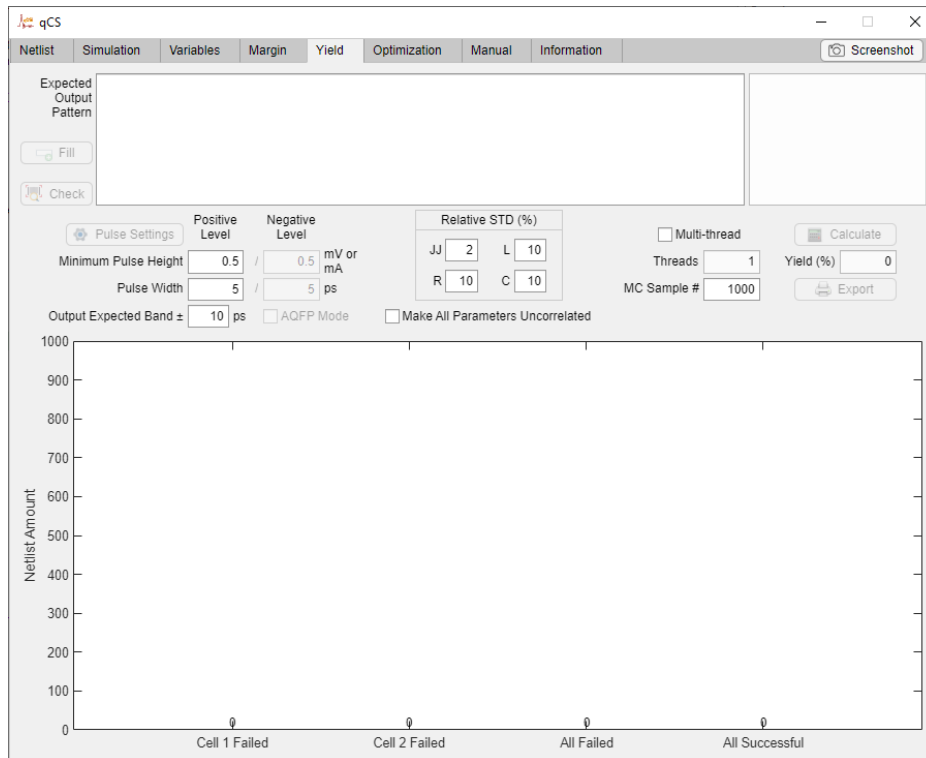 qCS
Netlist Simulation Variables Margin Yield Optimization Manual Information Screenshot
Expected
Output
Pattern
Fill
Check
Pulse Settings
Positive
Level
Negative
Level
Minimum Pulse Height 0.5 / 0.5 mV or
mA
Pulse Width 5 / 5 ps
Output Expected Band ± 10 ps AQFP Mode Make All Parameters Uncorrelated
Relative STD (%)
JJ 2 L 10
R 10 C 10
Multi-thread Calculate
Threads 1 Yield (%) 0
MC Sample # 1000 Export
1000
900
800
700
600
500
400
300
200
100
0
Netlist Amount
0 0 0 0
Cell 1 Failed Cell 2 Failed All Failed All Successful